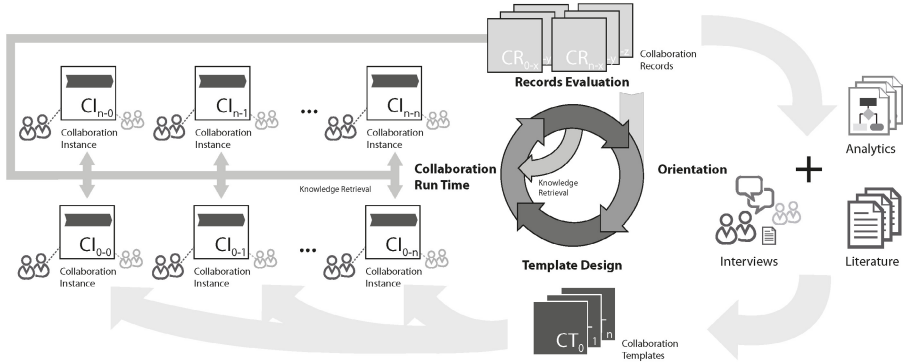 CR0-x
-y
CRn-x
-y
-z
Collaboration
Records
Records Evaluation
CIn-0
CIn-1
...
CIn-n
Collaboration
Instance
Collaboration
Instance
Collaboration
Instance
Analytics
Collaboration
Run Time
Orientation
Knowledge Retrieval
Knowledge
Retrieval
CI0-0
CI0-1
...
CI0-n
Collaboration
Instance
Collaboration
Instance
Collaboration
Instance
Template Design
Interviews
Literature
CT0
1
n
Collaboration
Templates